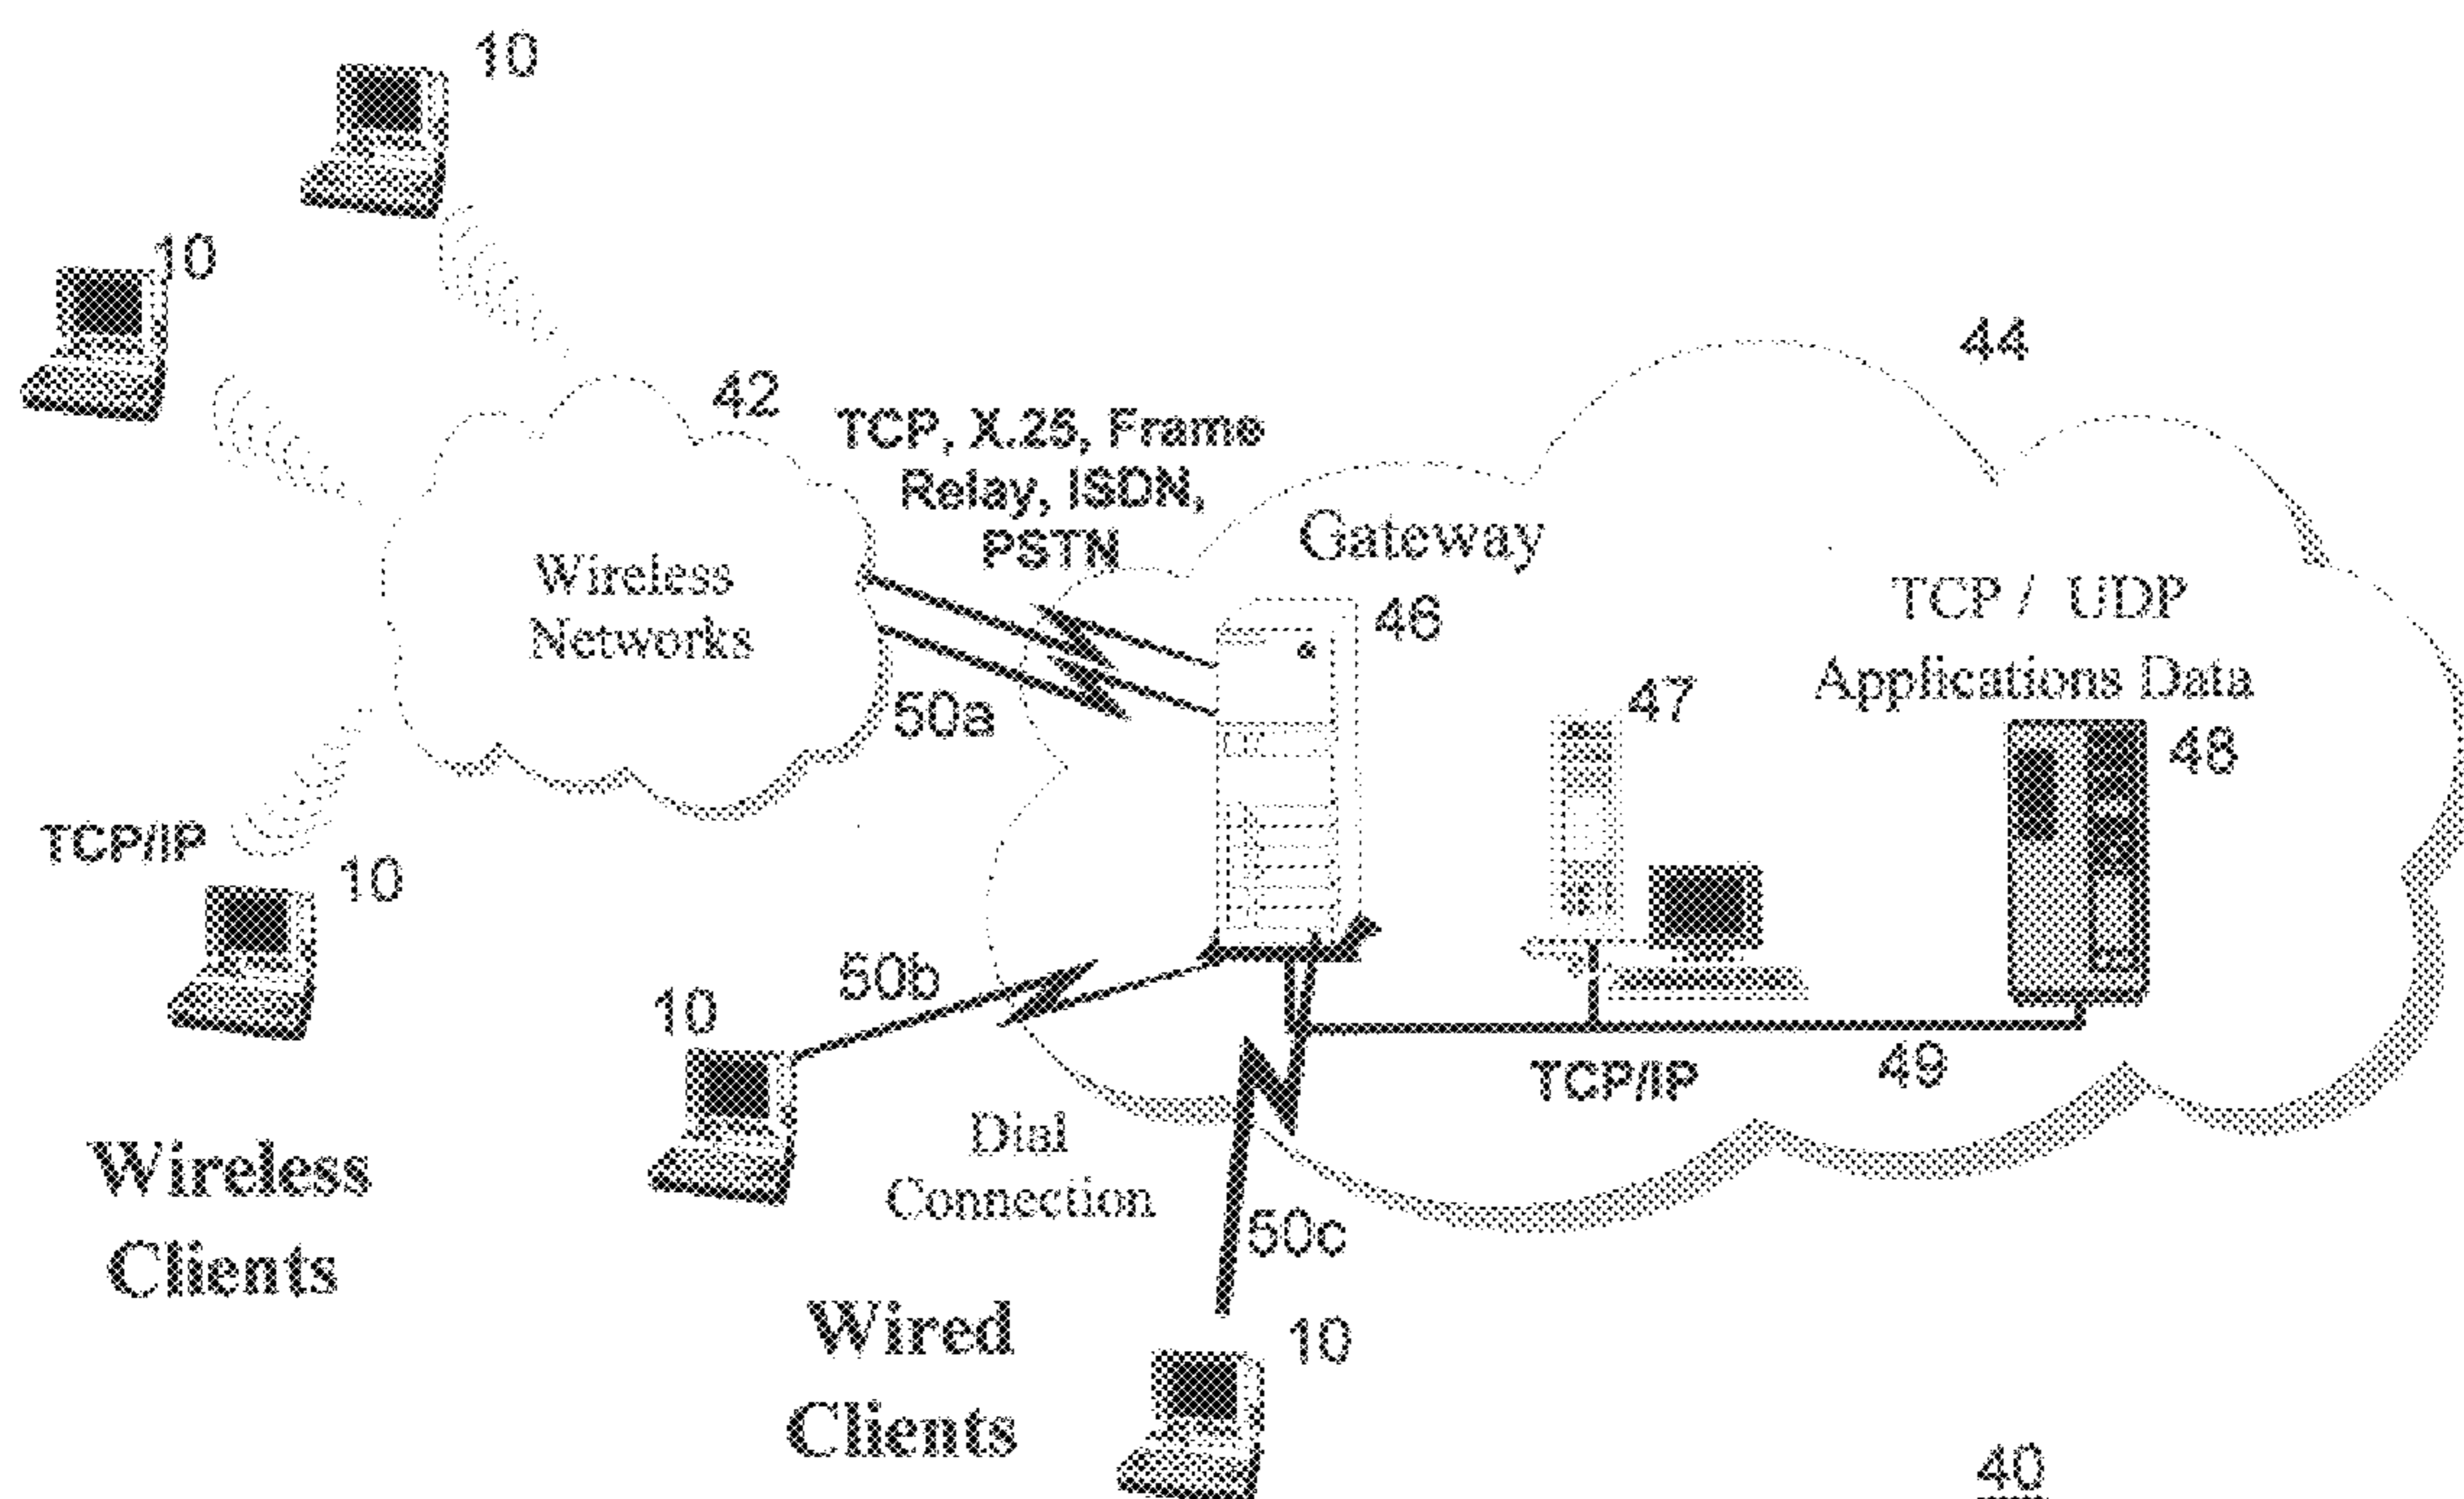 10
10
44
42
TCP, X.25, Frame
Relay, ISDN,
PSTN
Gateway
Wireless
Networks
46
TCP / UDP
Applications Data
47
50a
48
TCP/IP
10
50b
10
TCP/IP
49
Dial
Connection
Wireless
Clients
50c
Wired
Clients
10
40